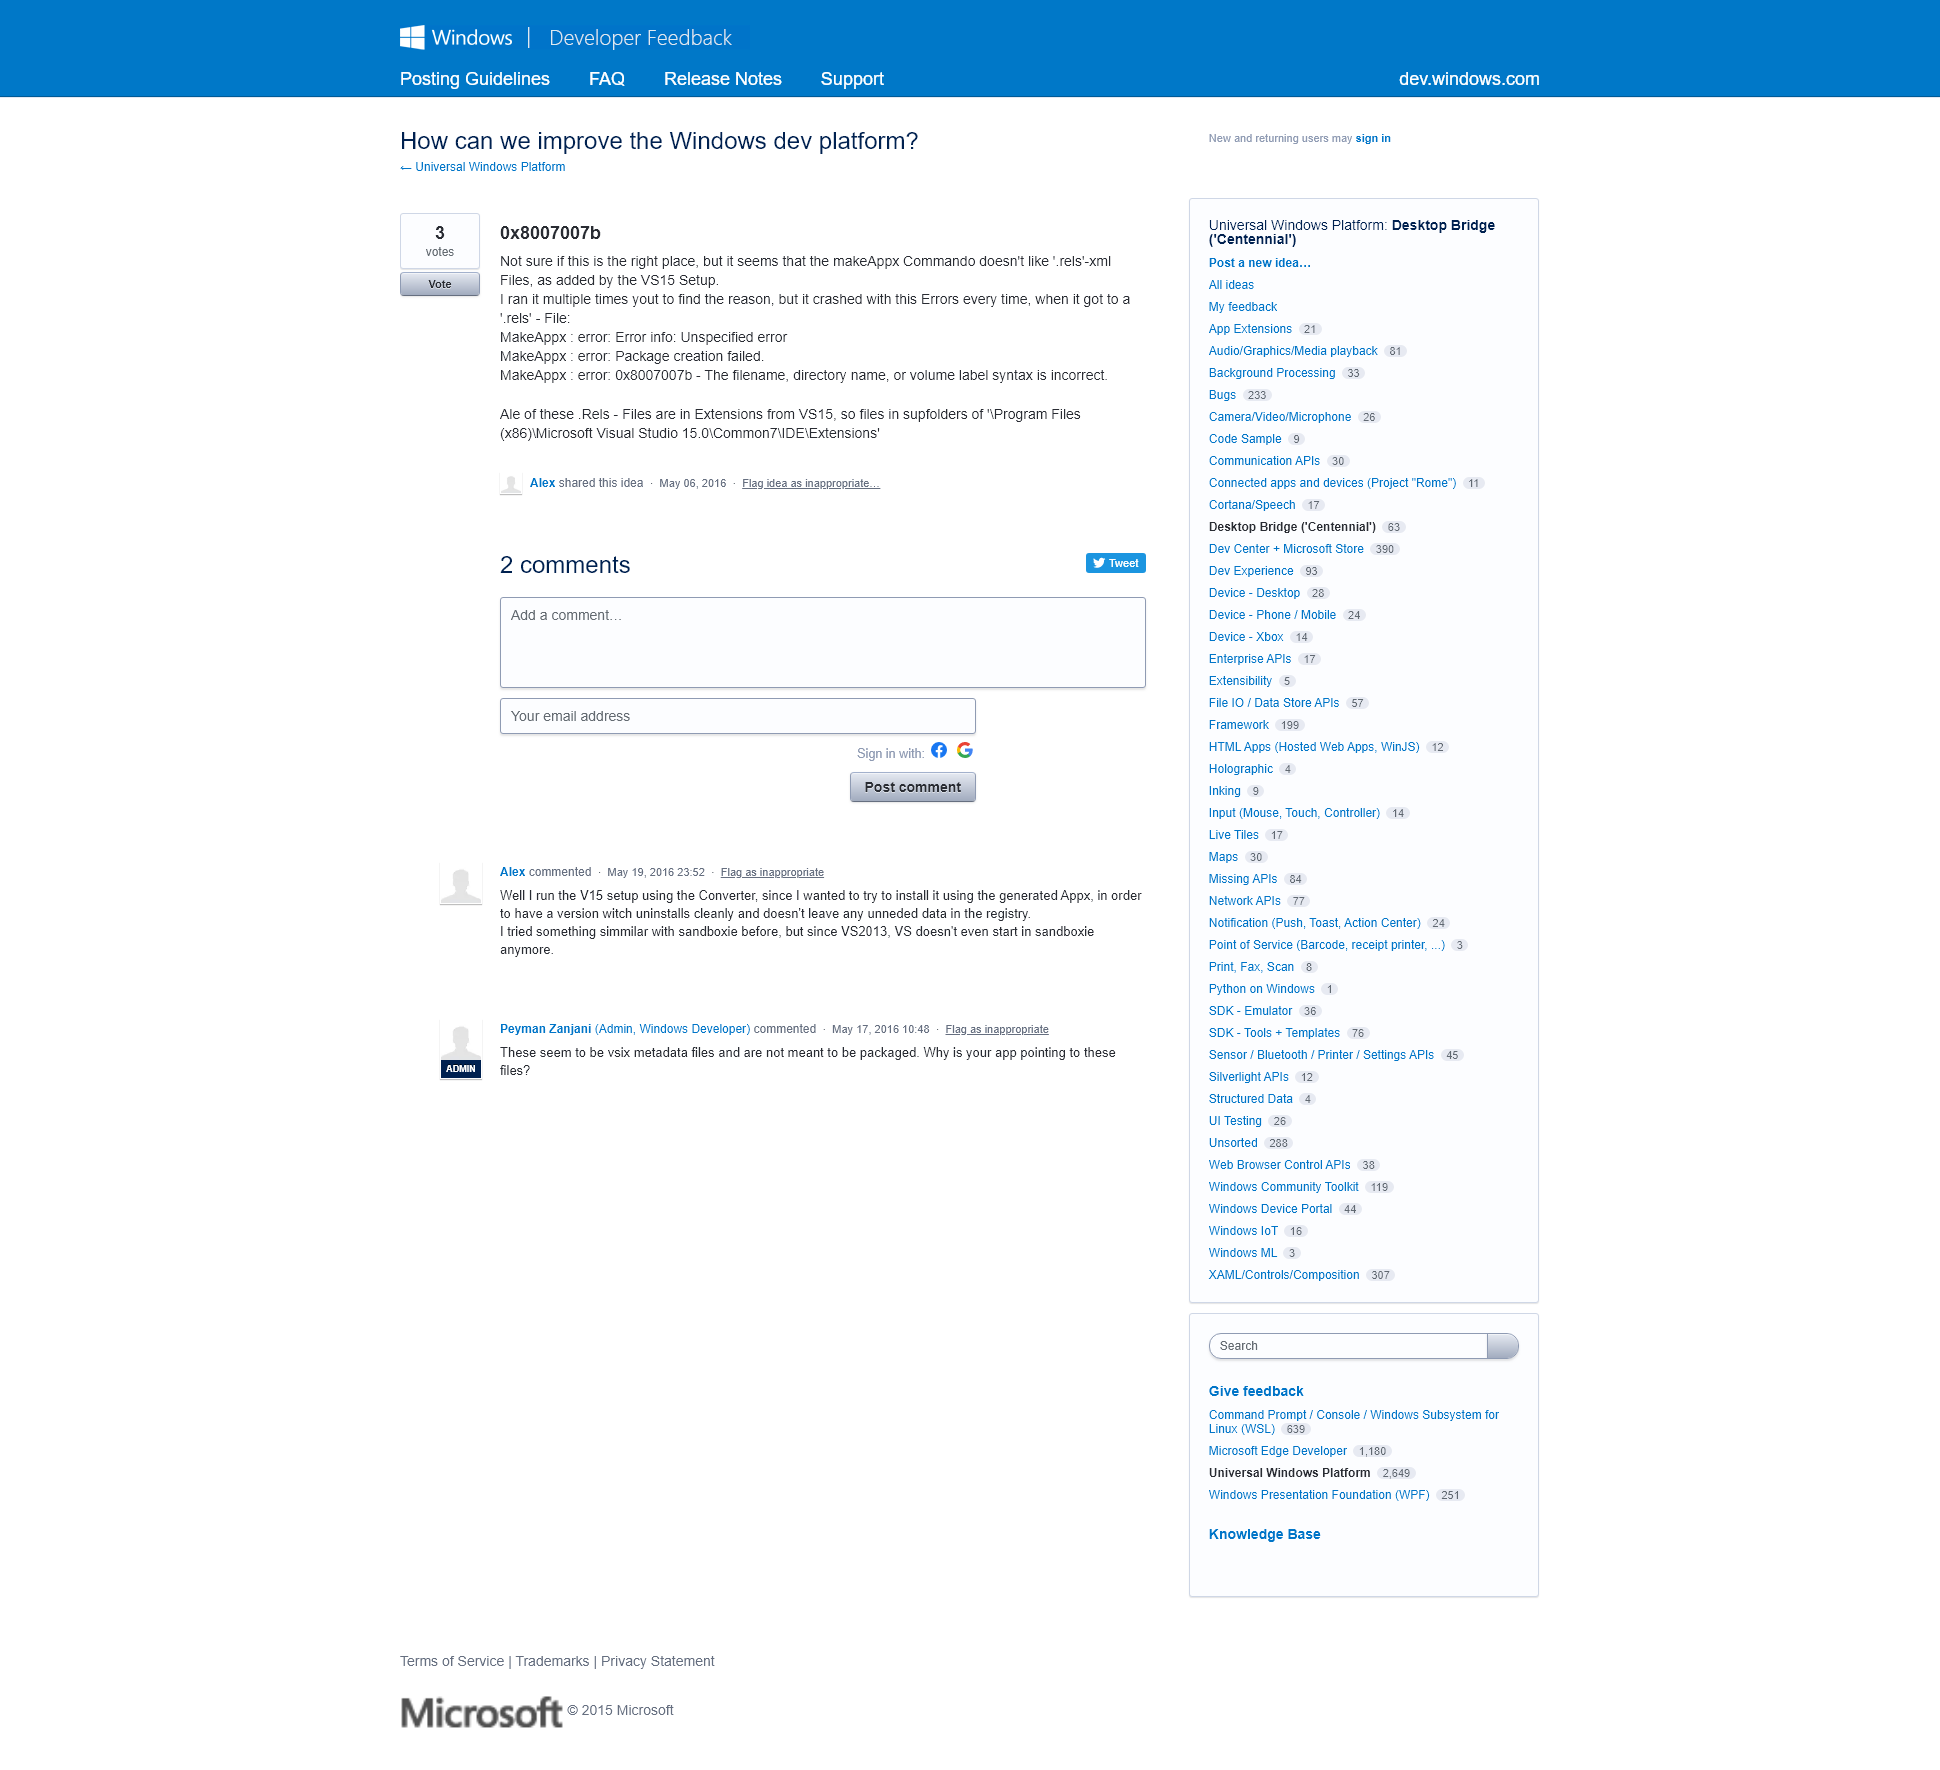 Windows | Developer Feedback
Posting Guidelines FAQ Release Notes Support dev.windows.com
How can we improve the Windows dev platform?
← Universal Windows Platform
New and returning users may sign in
3
votes
Vote
0x8007007b
Not sure if this is the right place, but it seems that the makeAppx Commando doesn't like '.rels'-xml
Files, as added by the VS15 Setup.
I ran it multiple times yout to find the reason, but it crashed with this Errors every time, when it got to a
'.rels' - File:
MakeAppx : error: Error info: Unspecified error
MakeAppx : error: Package creation failed.
MakeAppx : error: 0x8007007b - The filename, directory name, or volume label syntax is incorrect.
Ale of these .Rels - Files are in Extensions from VS15, so files in supfolders of '\Program Files
(x86)\Microsoft Visual Studio 15.0\Common7\IDE\Extensions'
Alex shared this idea · May 06, 2016 · Flag idea as inappropriate…
2 comments
Tweet
Add a comment…
Your email address
Sign in with:
Post comment
Alex commented · May 19, 2016 23:52 · Flag as inappropriate
Well I run the V15 setup using the Converter, since I wanted to try to install it using the generated Appx, in order
to have a version witch uninstalls cleanly and doesn't leave any unneded data in the registry.
I tried something simmilar with sandboxie before, but since VS2013, VS doesn't even start in sandboxie
anymore.
ADMIN
Peyman Zanjani (Admin, Windows Developer) commented · May 17, 2016 10:48 · Flag as inappropriate
These seem to be vsix metadata files and are not meant to be packaged. Why is your app pointing to these
files?
Universal Windows Platform: Desktop Bridge
('Centennial')
Post a new idea…
All ideas
My feedback
App Extensions 21
Audio/Graphics/Media playback 81
Background Processing 33
Bugs 233
Camera/Video/Microphone 26
Code Sample 9
Communication APIs 30
Connected apps and devices (Project "Rome") 11
Cortana/Speech 17
Desktop Bridge ('Centennial') 63
Dev Center + Microsoft Store 390
Dev Experience 93
Device - Desktop 28
Device - Phone / Mobile 24
Device - Xbox 14
Enterprise APIs 17
Extensibility 5
File IO / Data Store APIs 57
Framework 199
HTML Apps (Hosted Web Apps, WinJS) 12
Holographic 4
Inking 9
Input (Mouse, Touch, Controller) 14
Live Tiles 17
Maps 30
Missing APIs 84
Network APIs 77
Notification (Push, Toast, Action Center) 24
Point of Service (Barcode, receipt printer, ...) 3
Print, Fax, Scan 8
Python on Windows 1
SDK - Emulator 36
SDK - Tools + Templates 76
Sensor / Bluetooth / Printer / Settings APIs 45
Silverlight APIs 12
Structured Data 4
UI Testing 26
Unsorted 288
Web Browser Control APIs 38
Windows Community Toolkit 119
Windows Device Portal 44
Windows IoT 16
Windows ML 3
XAML/Controls/Composition 307
Search
Give feedback
Command Prompt / Console / Windows Subsystem for
Linux (WSL) 639
Microsoft Edge Developer 1,180
Universal Windows Platform 2,649
Windows Presentation Foundation (WPF) 251
Knowledge Base
Terms of Service | Trademarks | Privacy Statement
Microsoft © 2015 Microsoft